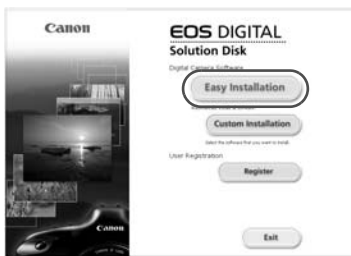 Canon
EOS DIGITAL
Solution Disk
Digital Camera Software
Easy Installation
Custom Installation
Select the software that you want to install.
User Registration
Register
Canon
Exit